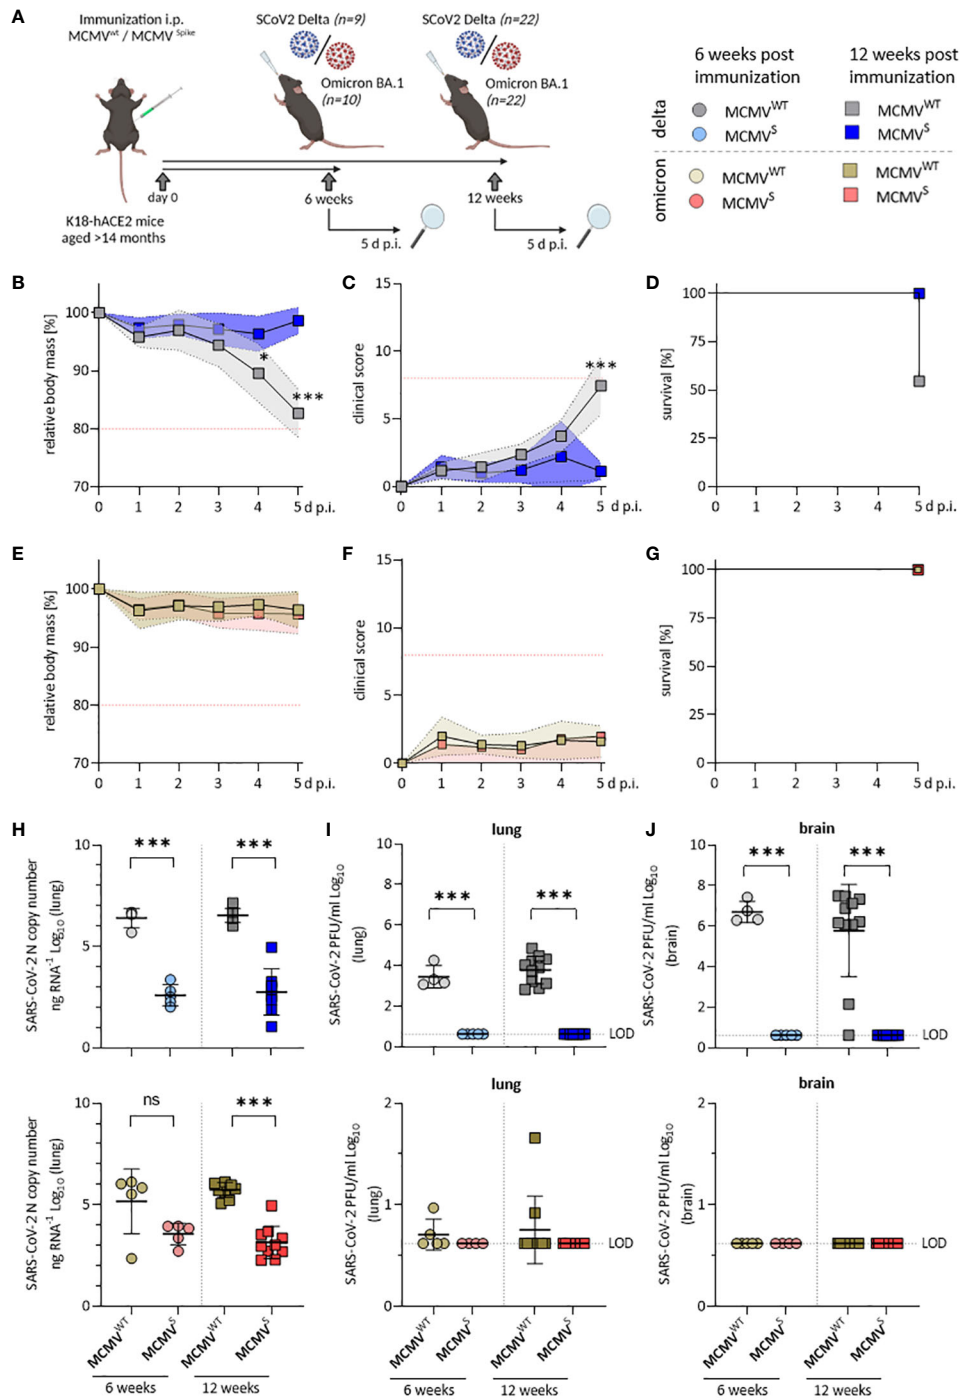 A
Immunization i.p.
MCMVwt / MCMV Spike
SCoV2 Delta (n=9)
Omicron BA.1
(n=10)
SCoV2 Delta (n=22)
Omicron BA.1
(n=22)
day 0
6 weeks
12 weeks
5 d p.i.
5 d p.i.
K18-hACE2 mice
aged >14 months
6 weeks post
immunization
12 weeks post
immunization
delta
MCMVWT
MCMVWT
MCMVS
MCMVS
omicron
MCMVWT
MCMVWT
MCMVS
MCMVS
B
relative body mass [%]
100
90
80
70
*
***
0 1 2 3 4 5 d p.i.
C
clinical score
15
10
5
0
***
0 1 2 3 4 5 d p.i.
D
survival [%]
100
75
50
25
0
0 1 2 3 4 5 d p.i.
E
relative body mass [%]
100
90
80
70
0 1 2 3 4 5 d p.i.
F
clinical score
15
10
5
0
0 1 2 3 4 5 d p.i.
G
survival [%]
100
75
50
25
0
0 1 2 3 4 5 d p.i.
H
SARS-CoV-2 N copy number
ng RNA-1 Log10 (lung)
10
5
0
***
***
I
lung
SARS-CoV-2 PFU/ml Log10
(lung)
10
8
6
4
2
0
***
***
LOD
J
brain
SARS-CoV-2 PFU/ml Log10
(brain)
10
8
6
4
2
0
***
***
LOD
SARS-CoV-2 N copy number
ng RNA-1 Log10 (lung)
10
5
0
ns
***
MCMVWT
MCMVS
MCMVWT
MCMVS
6 weeks
12 weeks
lung
SARS-CoV-2 PFU/ml Log10
(lung)
2
1
0
LOD
MCMVWT
MCMVS
MCMVWT
MCMVS
6 weeks
12 weeks
brain
SARS-CoV-2 PFU/ml Log10
(brain)
2
1
0
LOD
MCMVWT
MCMVS
MCMVWT
MCMVS
6 weeks
12 weeks